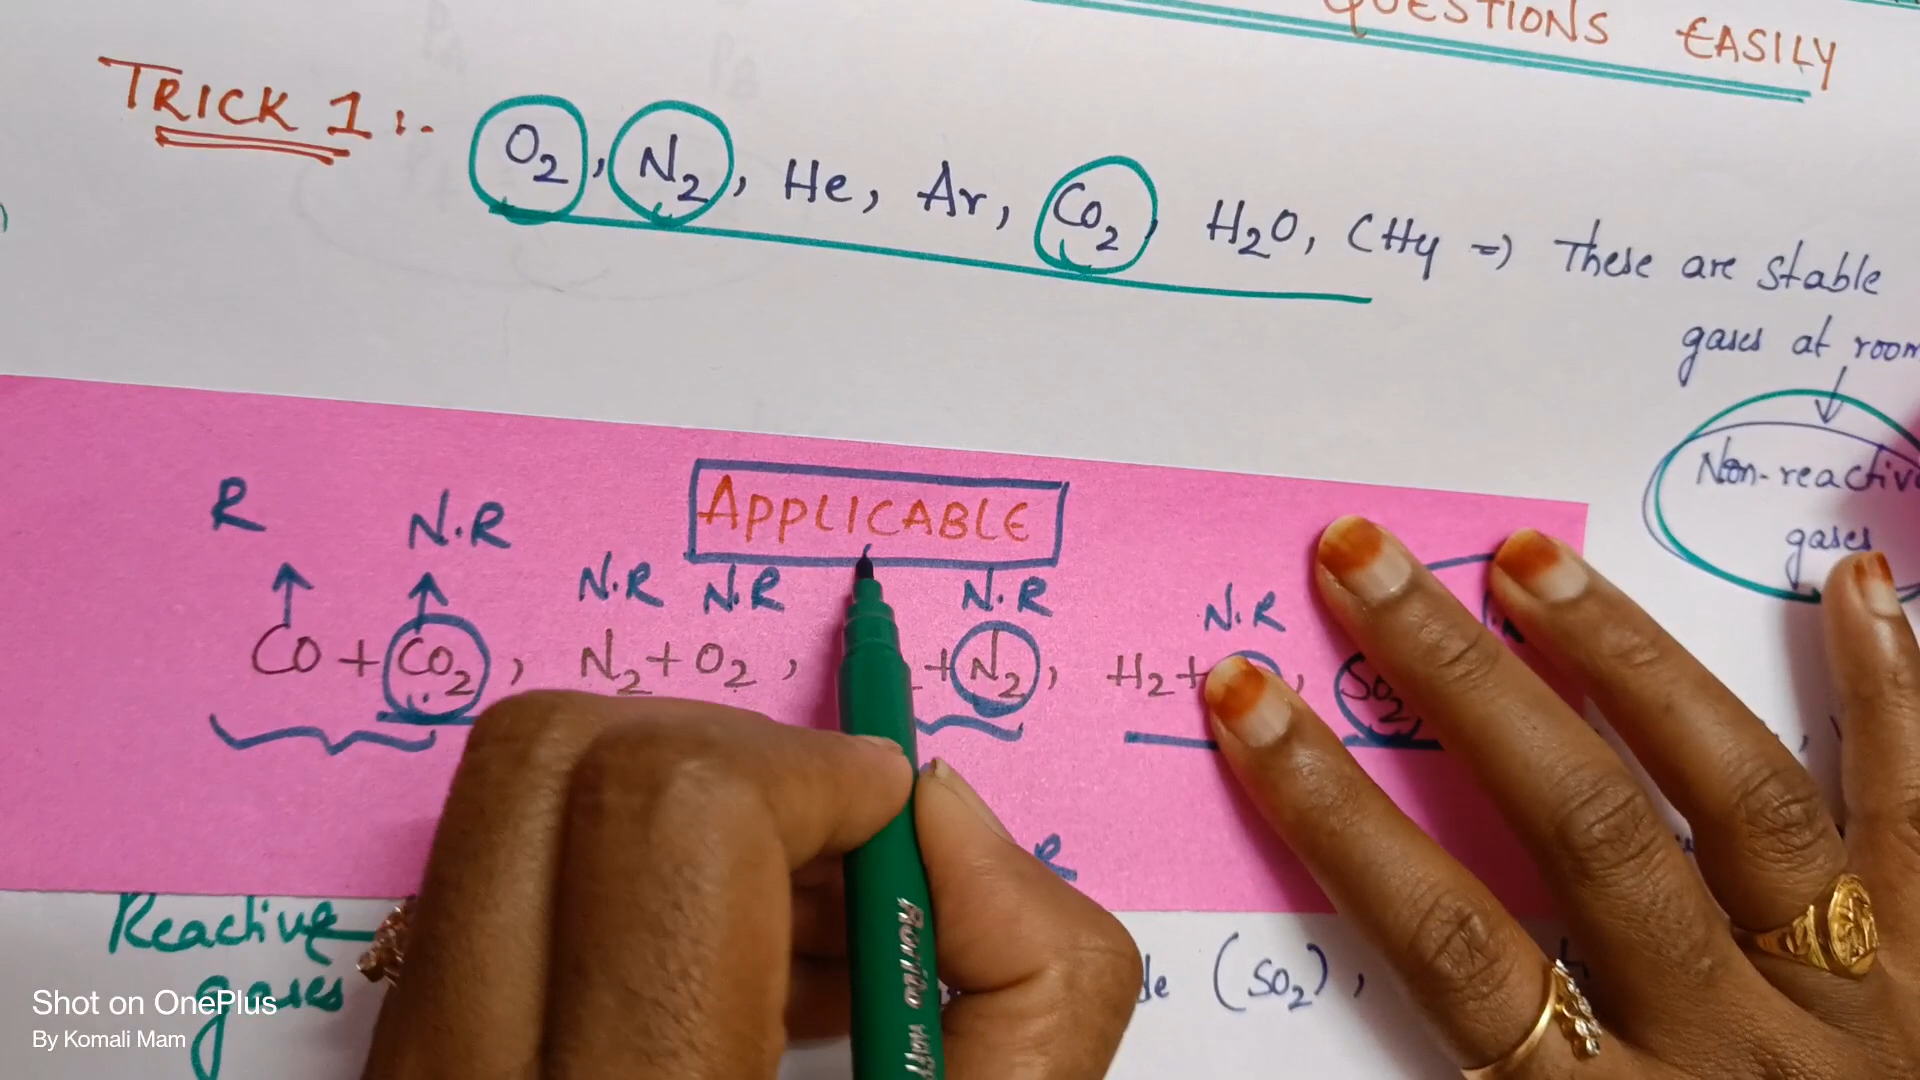 QUESTIONS EASILY
TRICK 1:-
O2, N2, He, Ar, CO2, H2O, CH4 => These are stable
gases at room
Non-reactive
gases
APPLICABLE
R N.R N.R N.R N.R N.R
CO + CO2, N2 + O2, + N2, H2 + , SO2
R
Reactive
gases
(SO2),
Shot on OnePlus
By Komali Mam